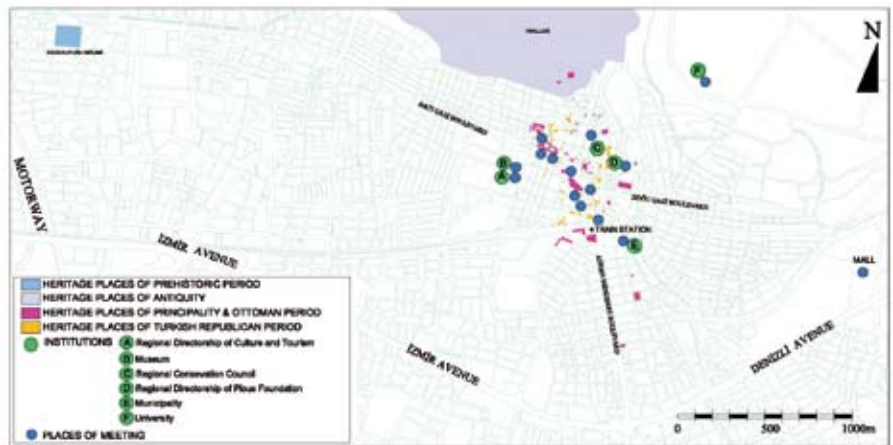 N
TRALLEIS
F
MOTORWAY
B
A
C
D
İZMİR AVENUE
TRAIN STATION
E
MALL
İZMİR AVENUE
DENİZLİ AVENUE
HERITAGE PLACES OF PREHISTORIC PERIOD
HERITAGE PLACES OF ANTIQUITY
HERITAGE PLACES OF PRINCIPALITY & OTTOMAN PERIOD
HERITAGE PLACES OF TURKISH REPUBLICAN PERIOD
INSTITUTIONS A Regional Directorship of Culture and Tourism
B Museum
C Regional Conservation Council
D Regional Directorship of Pious Foundation
E Municipality
F University
PLACES OF MEETING
0 500 1000m